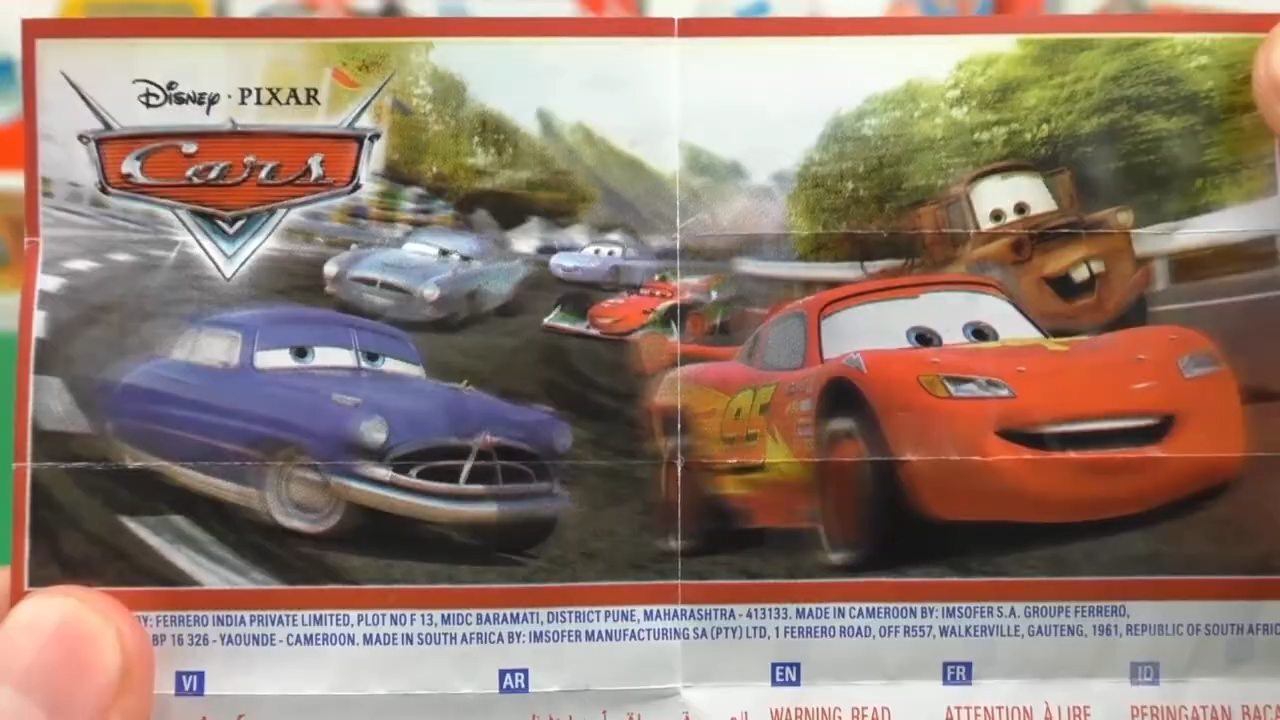 Disney · PIXAR
Cars
95
Y: FERRERO INDIA PRIVATE LIMITED, PLOT NO F 13, MIDC BARAMATI, DISTRICT PUNE, MAHARASHTRA - 413133. MADE IN CAMEROON BY: IMSOFER S.A. GROUPE FERRERO,
BP 16 326 - YAOUNDE - CAMEROON. MADE IN SOUTH AFRICA BY: IMSOFER MANUFACTURING SA (PTY) LTD, 1 FERRERO ROAD, OFF R557, WALKERVILLE, GAUTENG, 1961, REPUBLIC OF SOUTH AFRIC
VI AR EN FR ID
WARNING, READ ATTENTION, À LIRE PERINGATAN, BACA